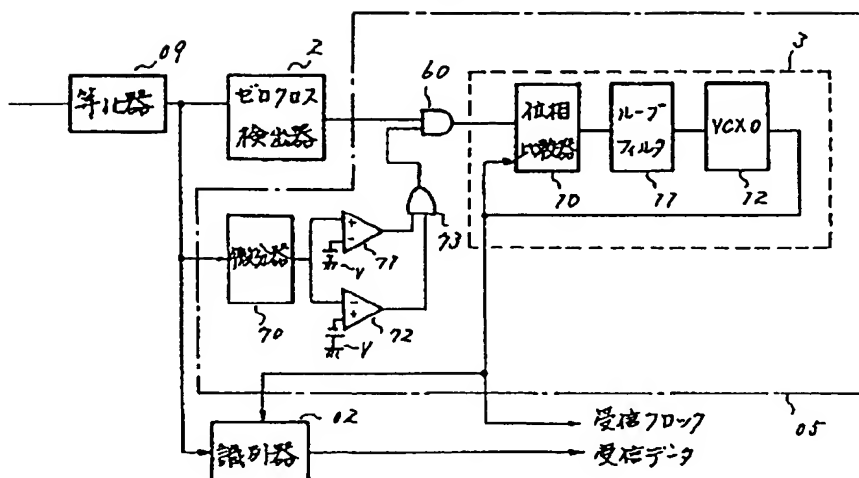 09
等化器
2
ゼロクロス
検出器
60
3
位相
比較器
10
ループ
フィルタ
11
VCXO
12
微分器
70
+
-
V
71
-
+
V
72
73
02
識別器
受信クロック
受信データ
05